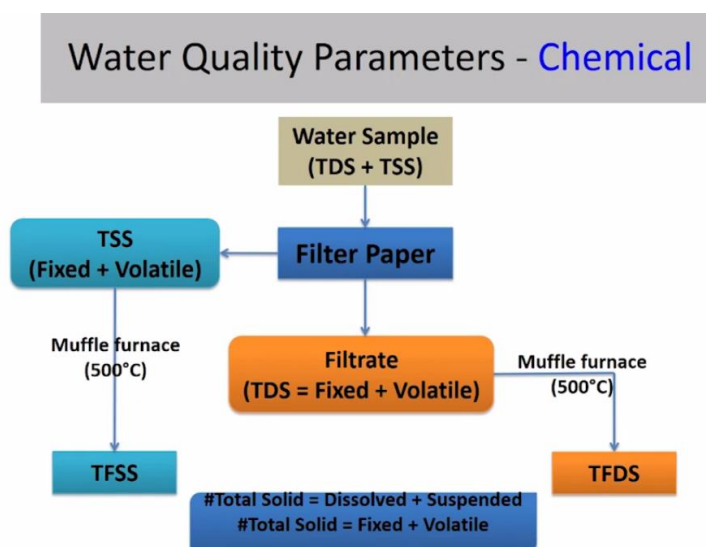 Water Quality Parameters - Chemical
Water Sample
(TDS + TSS)
TSS
(Fixed + Volatile)
Filter Paper
Muffle furnace
(500°C)
Filtrate
(TDS = Fixed + Volatile)
Muffle furnace
(500°C)
TFSS
TFDS
#Total Solid = Dissolved + Suspended
#Total Solid = Fixed + Volatile